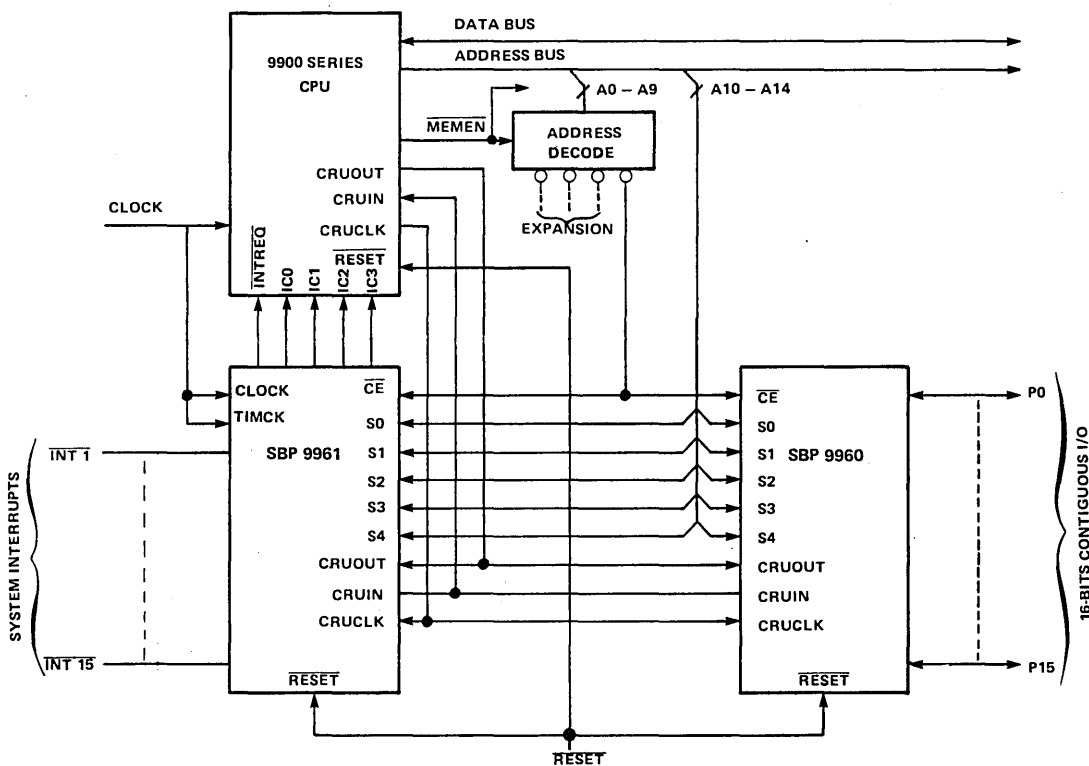 DATA BUS
9900 SERIES
CPU
ADDRESS BUS
A0 – A9
A10 – A14
MEMEN
ADDRESS
DECODE
CRUOUT
CRUIN
CRUCLK
EXPANSION
CLOCK
RESET
INTREQ
IC0
IC1
IC2
IC3
CLOCK
TIMCK
CE
S0
SBP 9961
S1
S2
S3
S4
CRUOUT
CRUIN
CRUCLK
RESET
SYSTEM INTERRUPTS
INT 1
INT 15
CE
S0
S1
SBP 9960
S2
S3
S4
CRUOUT
CRUIN
CRUCLK
RESET
P0
P15
16-BITS CONTIGUOUS I/O
RESET